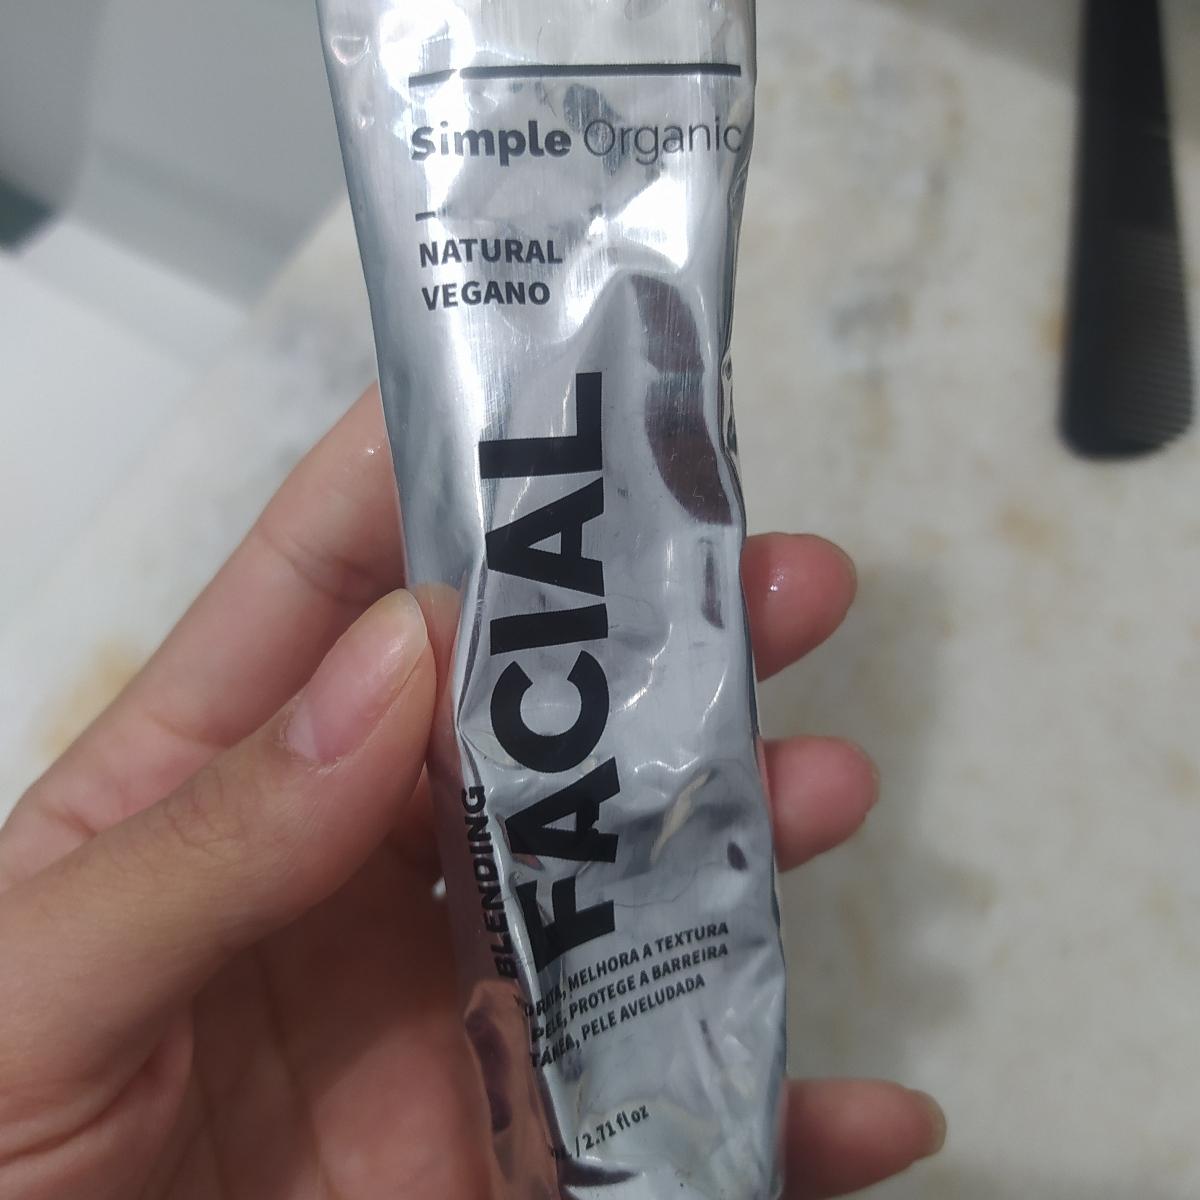 Simple Organic
NATURAL
VEGANO
FACIAL
BLENDING
MELHORA A TEXTURA
PELE, PROTEGE A BARREIRA
PELE AVELUDADA
/ 2.71 fl oz